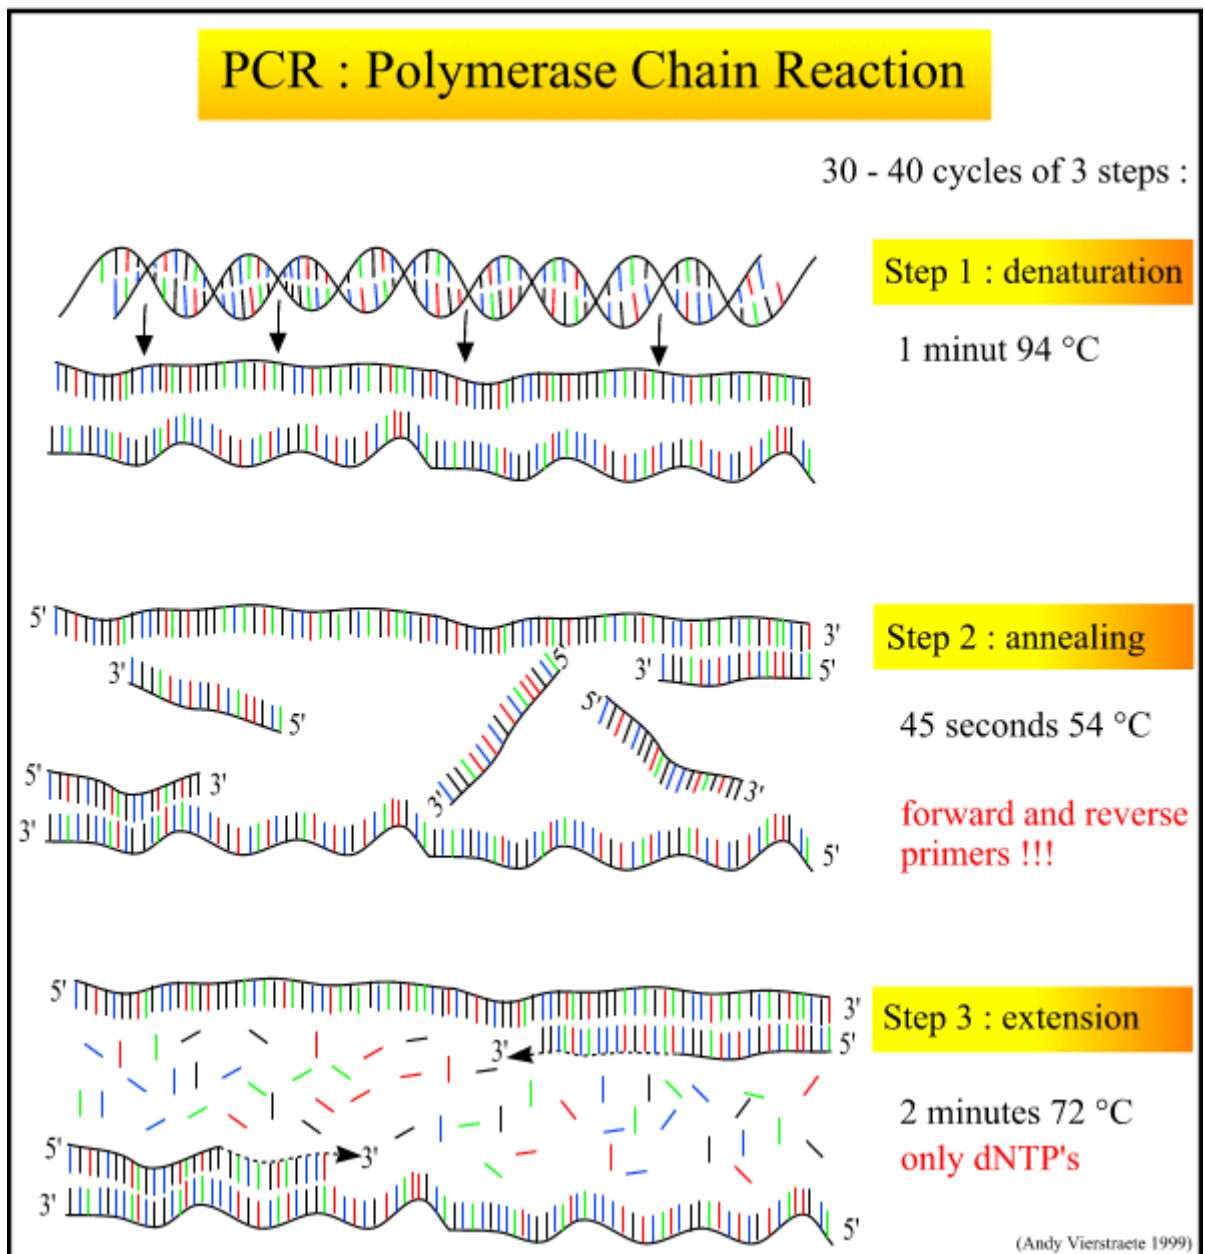 PCR : Polymerase Chain Reaction
30 - 40 cycles of 3 steps :
Step 1 : denaturation
1 minut 94 °C
5'
3'
Step 2 : annealing
3'
5'
3'
5'
5'
45 seconds 54 °C
5'
3'
3'
3'
forward and reverse
3'
5'
primers !!!
5'
3'
Step 3 : extension
3'
5'
2 minutes 72 °C
5'
3'
only dNTP's
3'
5'
(Andy Vierstraete 1999)